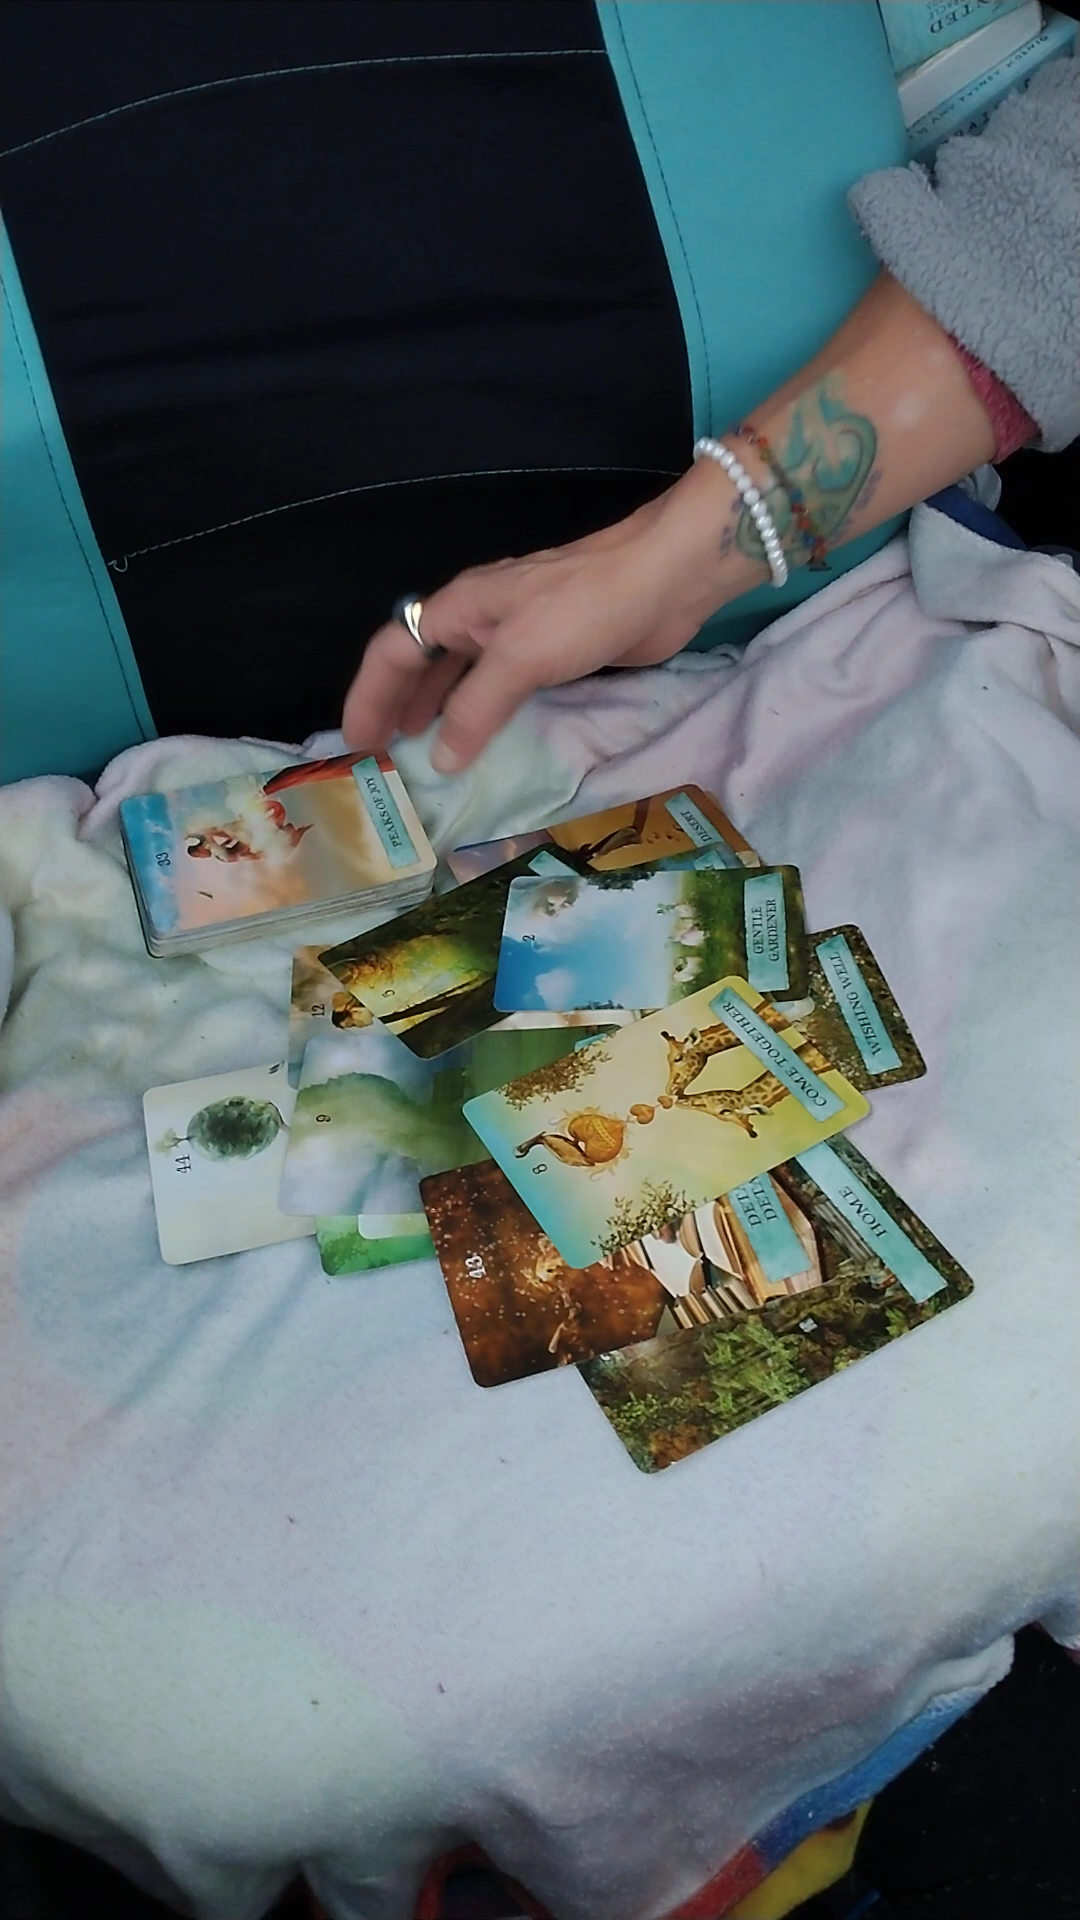 33
PEAKS OF JOY
DESERT
2
GENTLE
GARDENER
5
12
WISHING WELL
9
COME TOGETHER
8
44
43
HOME